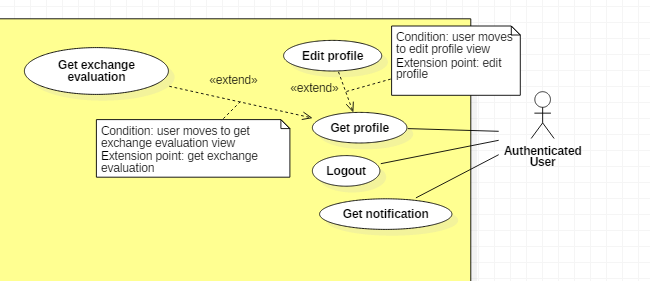 Get exchange
evaluation
«extend»
Edit profile
«extend»
Condition: user moves
to edit profile view
Extension point: edit
profile
Condition: user moves to get
exchange evaluation view
Extension point: get exchange
evaluation
Get profile
Logout
Get notification
Authenticated
User